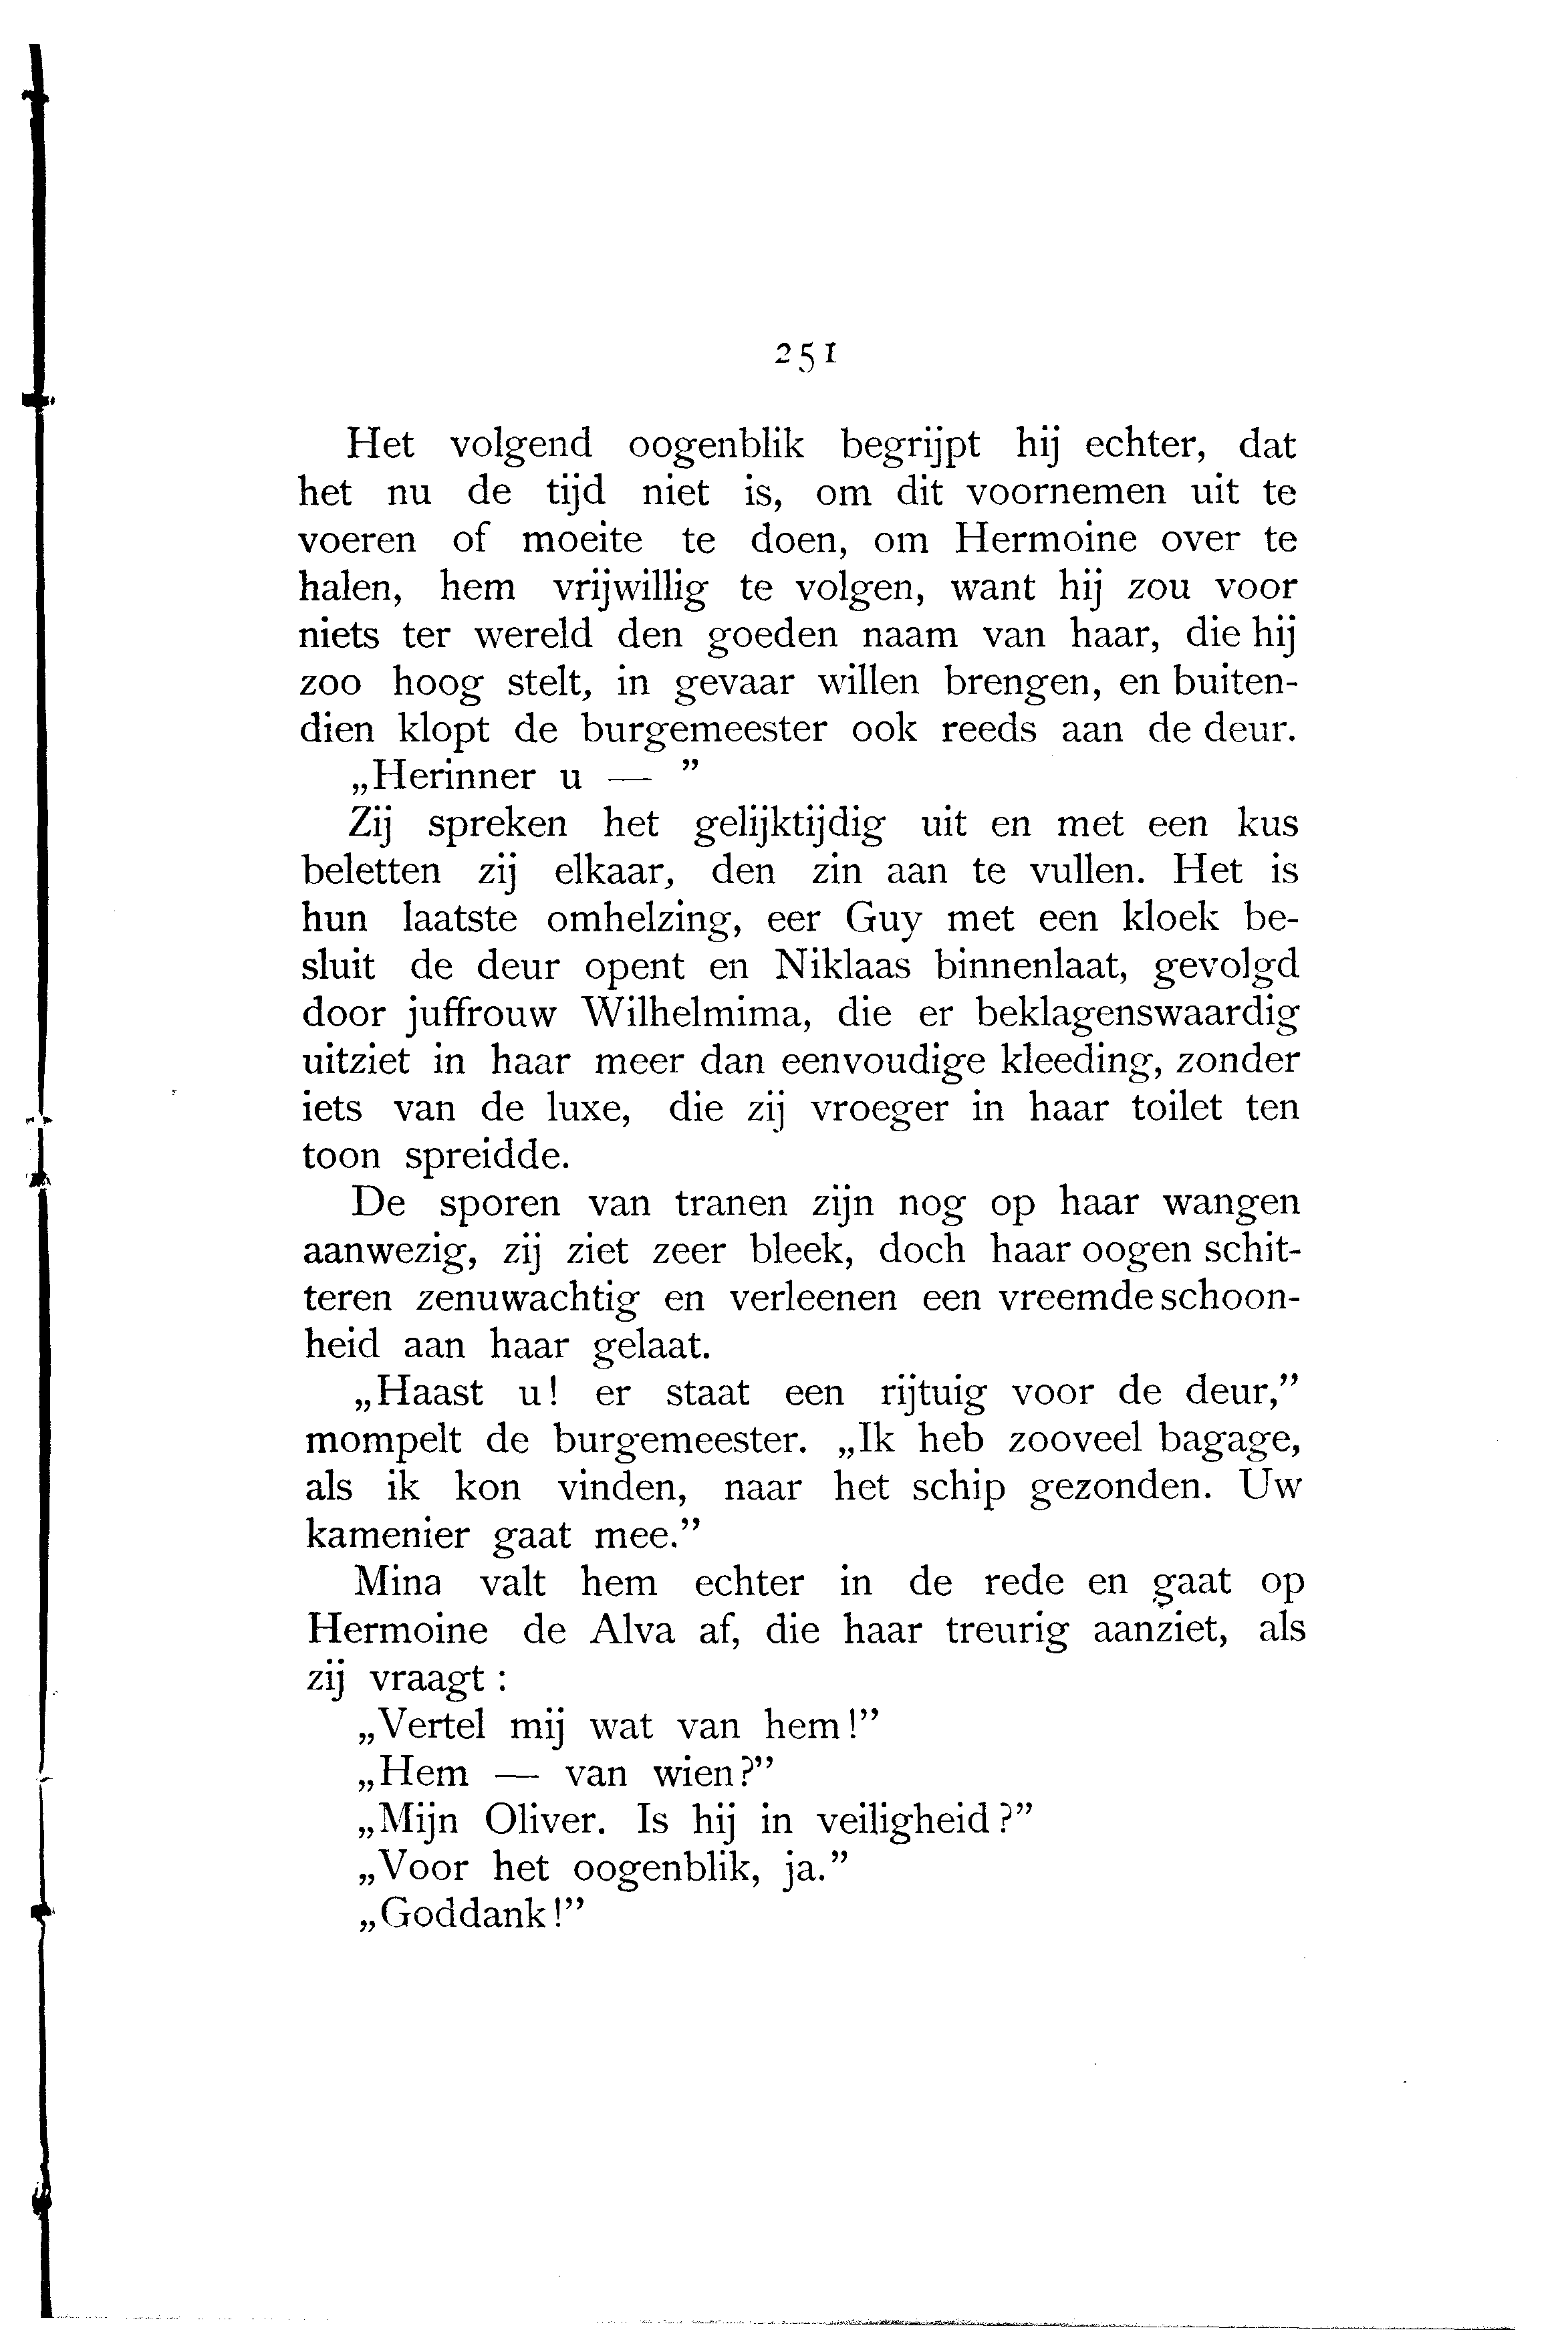 251
Het volgend oogenblik begrijpt hij echter, dat
het nu de tijd niet is, om dit voornemen uit te
voeren of moeite te doen, om Hermoine over te
halen, hem vrijwillig te volgen, want hij zou voor
niets ter wereld den goeden naam van haar, die hij
zoo hoog stelt, in gevaar willen brengen, en buiten-
dien klopt de burgemeester ook reeds aan de deur.
„Herinner u — ”
Zij spreken het gelijktijdig uit en met een kus
beletten zij elkaar, den zin aan te vullen. Het is
hun laatste omhelzing, eer Guy met een kloek be-
sluit de deur opent en Niklaas binnenlaat, gevolgd
door juffrouw Wilhelmima, die er beklagenswaardig
uitziet in haar meer dan eenvoudige kleeding, zonder
iets van de luxe, die zij vroeger in haar toilet ten
toon spreidde.
De sporen van tranen zijn nog op haar wangen
aanwezig, zij ziet zeer bleek, doch haar oogen schit-
teren zenuwachtig en verleenen een vreemde schoon-
heid aan haar gelaat.
„Haast u! er staat een rijtuig voor de deur,”
mompelt de burgemeester. „Ik heb zooveel bagage,
als ik kon vinden, naar het schip gezonden. Uw
kamenier gaat mee.”
Mina valt hem echter in de rede en gaat op
Hermoine de Alva af, die haar treurig aanziet, als
zij vraagt :
„Vertel mij wat van hem!”
„Hem — van wien?”
„Mijn Oliver. Is hij in veiligheid?”
„Voor het oogenblik, ja.”
„Goddank!”